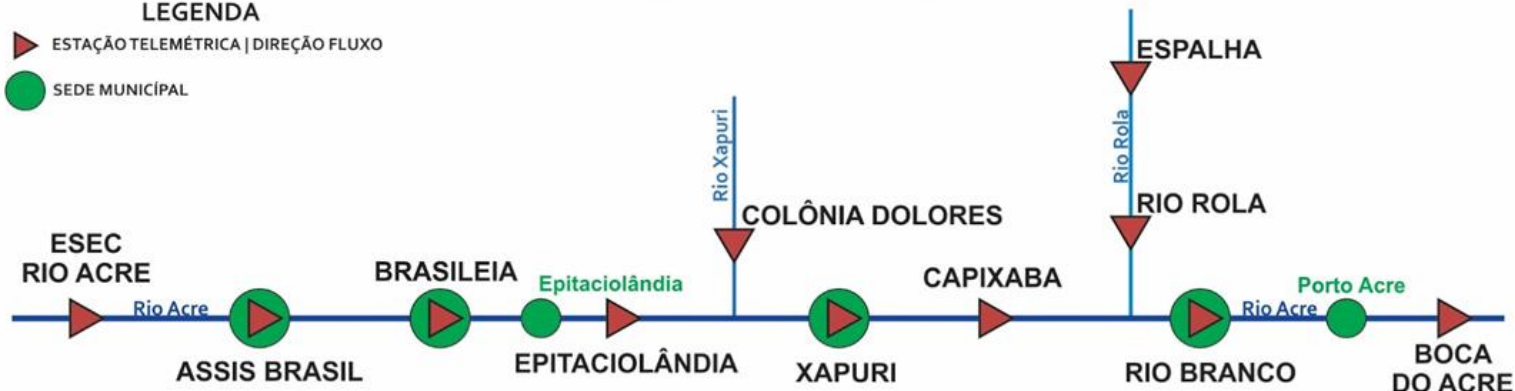 LEGENDA
ESTAÇÃO TELEMÉTRICA | DIREÇÃO FLUXO
SEDE MUNICÍPAL
ESPALHA
Rio Xapuri
Rio Rola
COLÔNIA DOLORES
RIO ROLA
ESEC
RIO ACRE
BRASILEIA
Epitaciolândia
CAPIXABA
Porto Acre
Rio Acre
Rio Acre
ASSIS BRASIL
EPITACIOLÂNDIA
XAPURI
RIO BRANCO
BOCA
DO ACRE